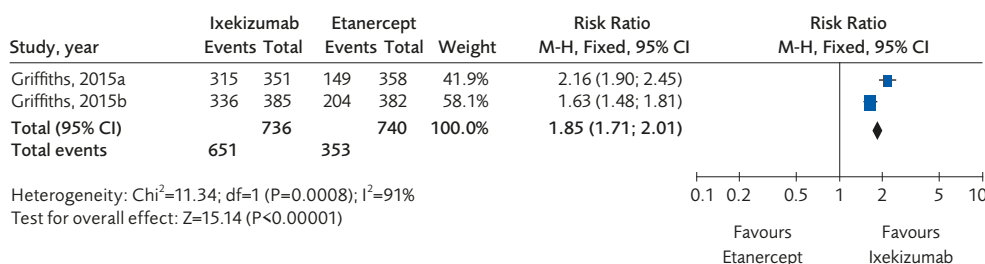 Ixekizumab Etanercept Risk Ratio Risk Ratio
Study, year Events Total Events Total Weight M-H, Fixed, 95% CI M-H, Fixed, 95% CI
Griffiths, 2015a 315 351 149 358 41.9% 2.16 (1.90; 2.45)
Griffiths, 2015b 336 385 204 382 58.1% 1.63 (1.48; 1.81)
Total (95% CI) 736 740 100.0% 1.85 (1.71; 2.01)
Total events 651 353
Heterogeneity: Chi²=11.34; df=1 (P=0.0008); I²=91%
Test for overall effect: Z=15.14 (P<0.00001)
0.1 0.2 0.5 1 2 5 10
Favours Favours
Etanercept Ixekizumab